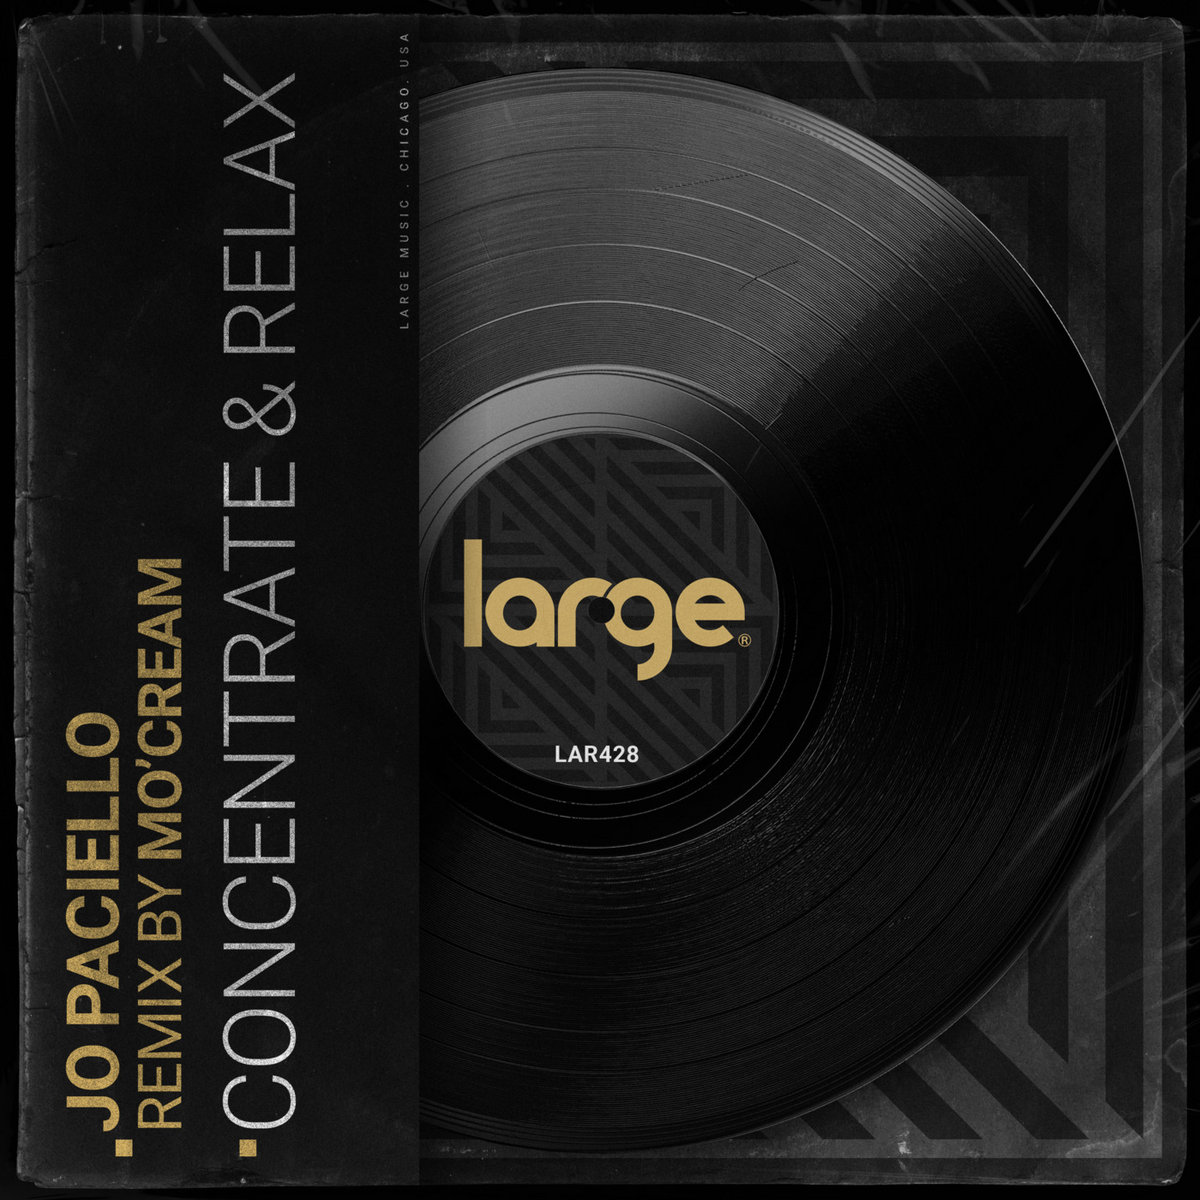 JO PACIELLO
REMIX BY MO'CREAM
CONCENTRATE & RELAX
LARGE MUSIC . CHICAGO. USA
large®
LAR428